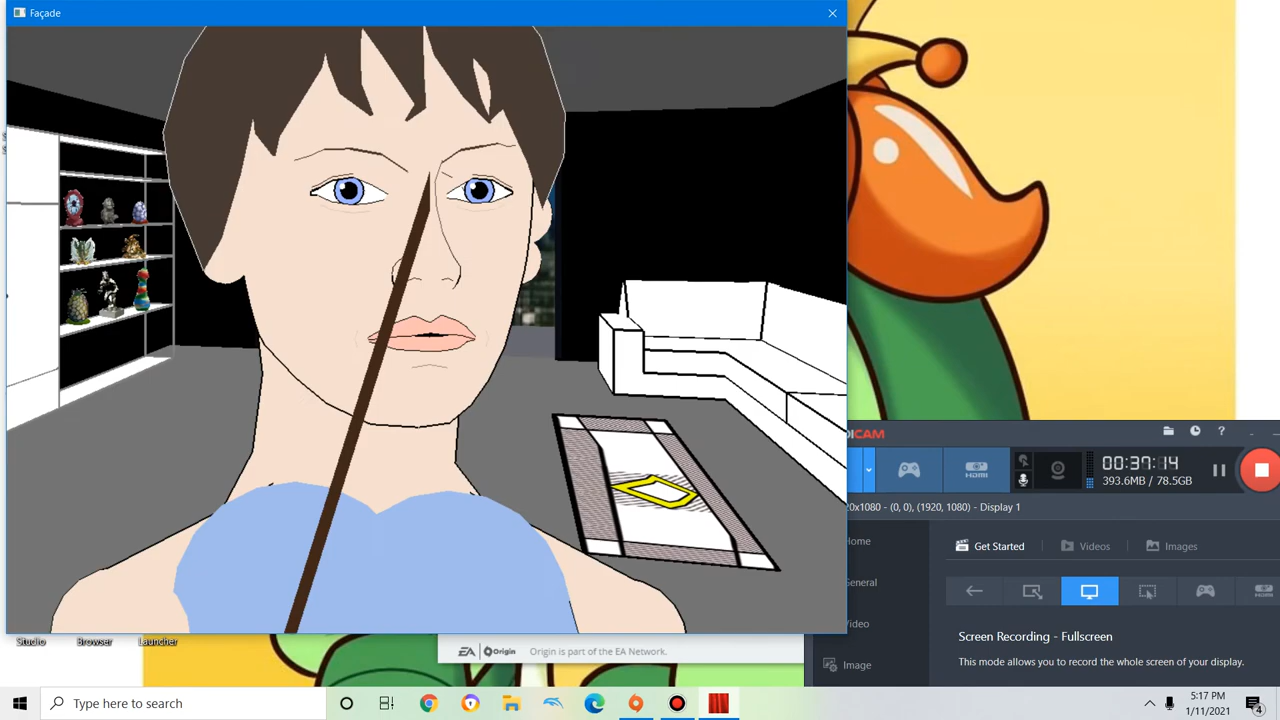 Façade
DICAM
00:37:14
393.6MB / 78.5GB
20x1080 - (0, 0), (1920, 1080) - Display 1
Home
General
Video
Image
Get Started
Videos
Images
Screen Recording - Fullscreen
This mode allows you to record the whole screen of your display.
Studio
Browser
Launcher
EA
Origin
Origin is part of the EA Network.
Type here to search
5:17 PM
1/11/2021
4